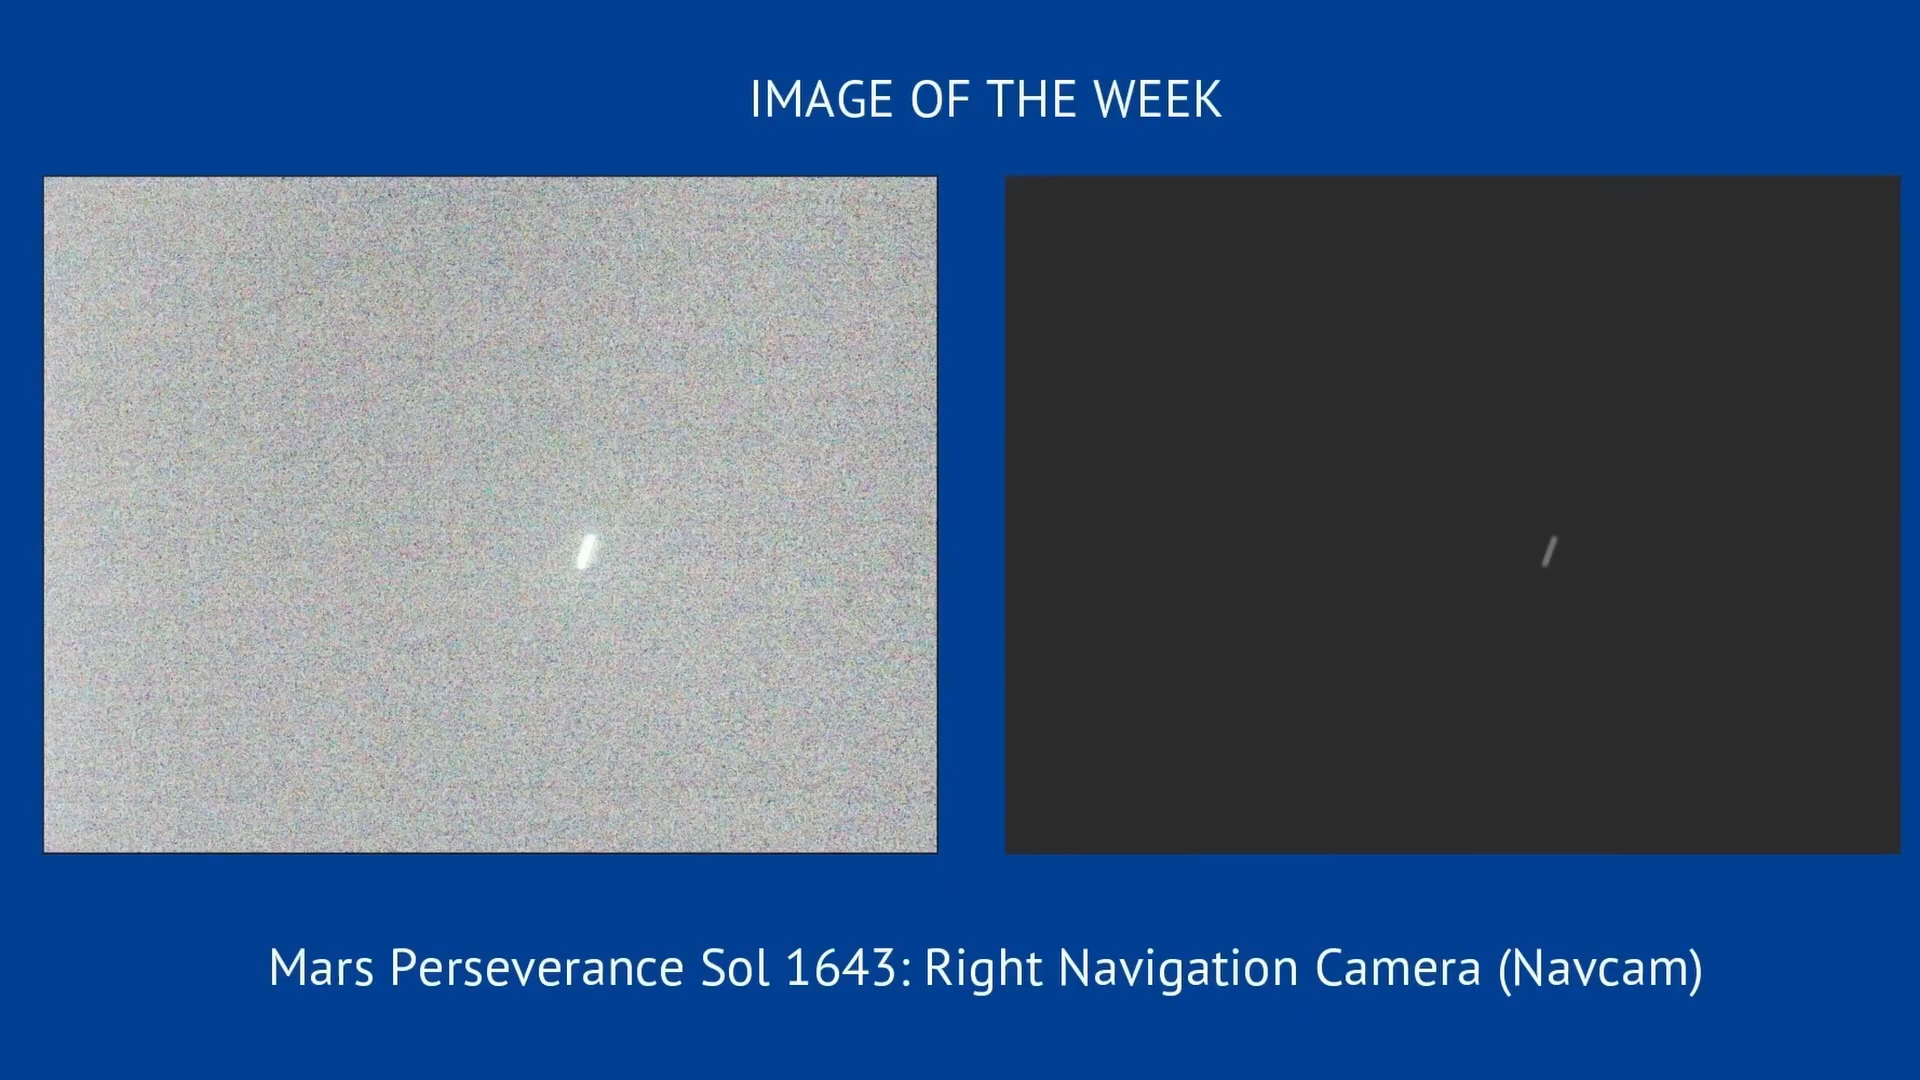 IMAGE OF THE WEEK
Mars Perseverance Sol 1643: Right Navigation Camera (Navcam)